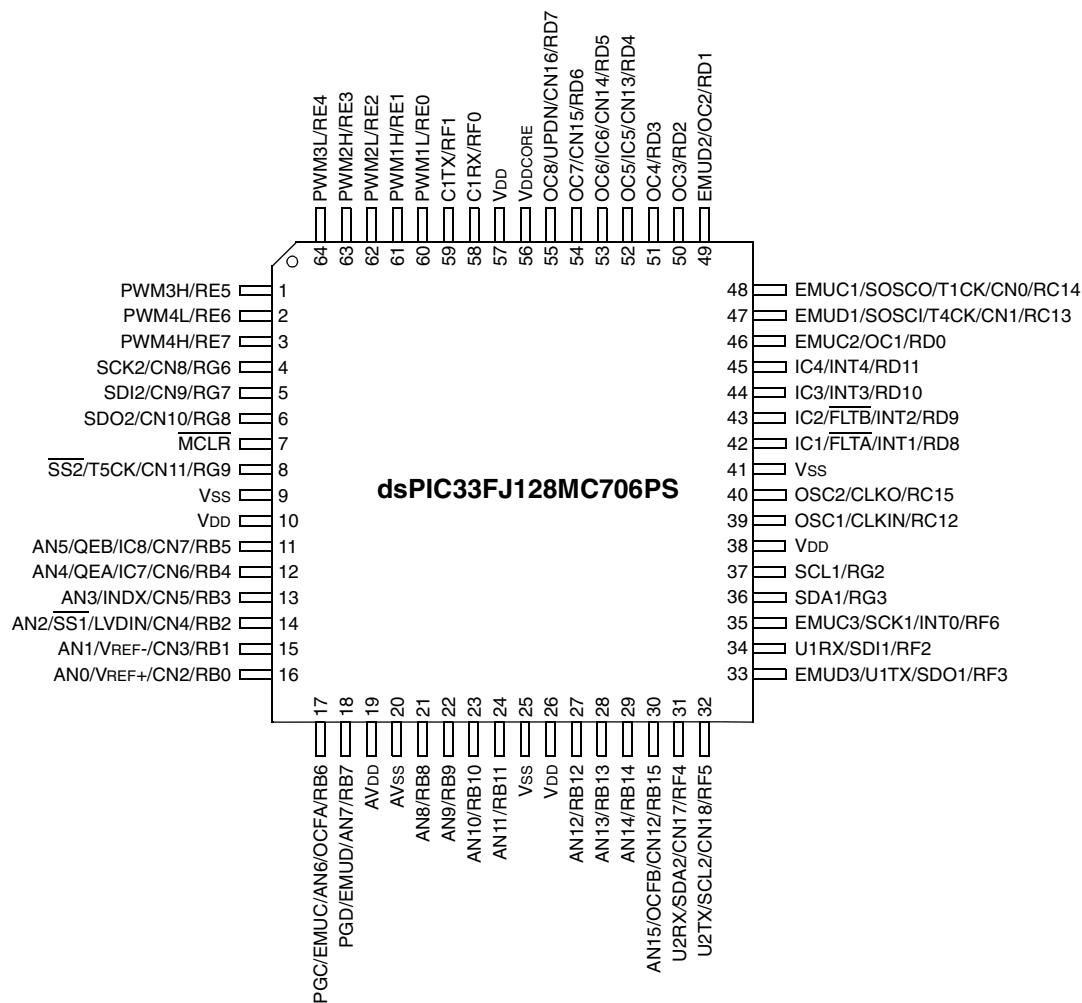 PWM3L/RE4
PWM2H/RE3
PWM2L/RE2
PWM1H/RE1
PWM1L/RE0
C1TX/RF1
C1RX/RF0
VDD
VDDCORE
OC8/UPDN/CN16/RD7
OC7/CN15/RD6
OC6/IC6/CN14/RD5
OC5/IC5/CN13/RD4
OC4/RD3
OC3/RD2
EMUD2/OC2/RD1
64 63 62 61 60 59 58 57 56 55 54 53 52 51 50 49
PWM3H/RE5 1
PWM4L/RE6 2
PWM4H/RE7 3
SCK2/CN8/RG6 4
SDI2/CN9/RG7 5
SDO2/CN10/RG8 6
MCLR 7
SS2/T5CK/CN11/RG9 8
VSS 9
VDD 10
AN5/QEB/IC8/CN7/RB5 11
AN4/QEA/IC7/CN6/RB4 12
AN3/INDX/CN5/RB3 13
AN2/SS1/LVDIN/CN4/RB2 14
AN1/VREF-/CN3/RB1 15
AN0/VREF+/CN2/RB0 16
dsPIC33FJ128MC706PS
48 EMUC1/SOSCO/T1CK/CN0/RC14
47 EMUD1/SOSCI/T4CK/CN1/RC13
46 EMUC2/OC1/RD0
45 IC4/INT4/RD11
44 IC3/INT3/RD10
43 IC2/FLTB/INT2/RD9
42 IC1/FLTA/INT1/RD8
41 VSS
40 OSC2/CLKO/RC15
39 OSC1/CLKIN/RC12
38 VDD
37 SCL1/RG2
36 SDA1/RG3
35 EMUC3/SCK1/INT0/RF6
34 U1RX/SDI1/RF2
33 EMUD3/U1TX/SDO1/RF3
17 18 19 20 21 22 23 24 25 26 27 28 29 30 31 32
PGC/EMUC/AN6/OCFA/RB6
PGD/EMUD/AN7/RB7
AVDD
AVSS
AN8/RB8
AN9/RB9
AN10/RB10
AN11/RB11
VSS
VDD
AN12/RB12
AN13/RB13
AN14/RB14
AN15/OCFB/CN12/RB15
U2RX/SDA2/CN17/RF4
U2TX/SCL2/CN18/RF5